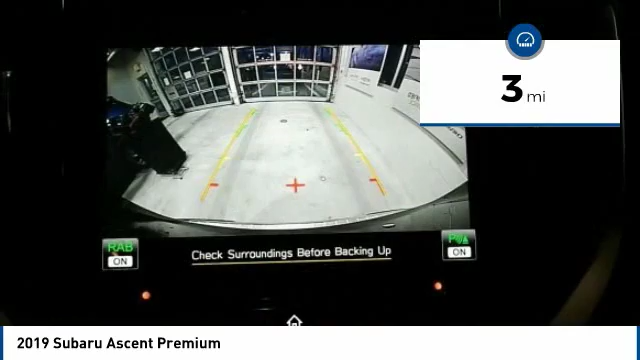 3 mi
RAB
ON
ON
Check Surroundings Before Backing Up
2019 Subaru Ascent Premium